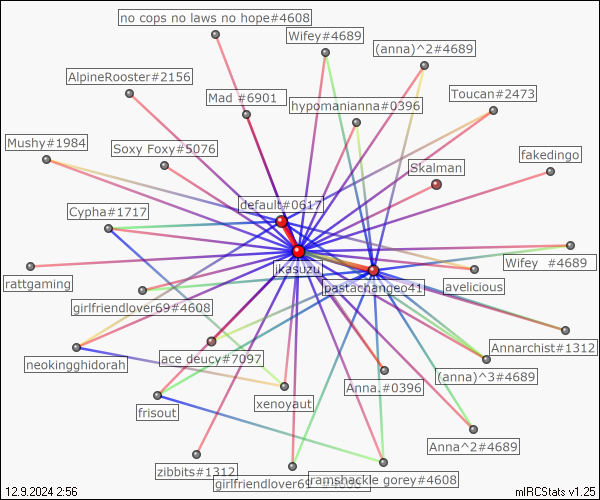 no cops no laws no hope#4608
Wifey#4689
(anna)^2#4689
AlpineRooster#2156
Toucan#2473
Mad #6901
hypomanianna#0396
Mushy#1984
Soxy Foxy#5076
Skalman
fakedingo
default#0617
Cypha#1717
Wifey #4689
ikasuzu
rattgaming
pastachangeo41
avelicious
girlfriendlover69#4608
Annarchist#1312
neokingghidorah
ace deucy#7097
(anna)^3#4689
Anna.#0396
xenoyaut
frisout
Anna^2#4689
zibbits#1312
girlfriendlover69
ramshackle gorey#4608
12.9.2024 2:56
mIRCStats v1.25